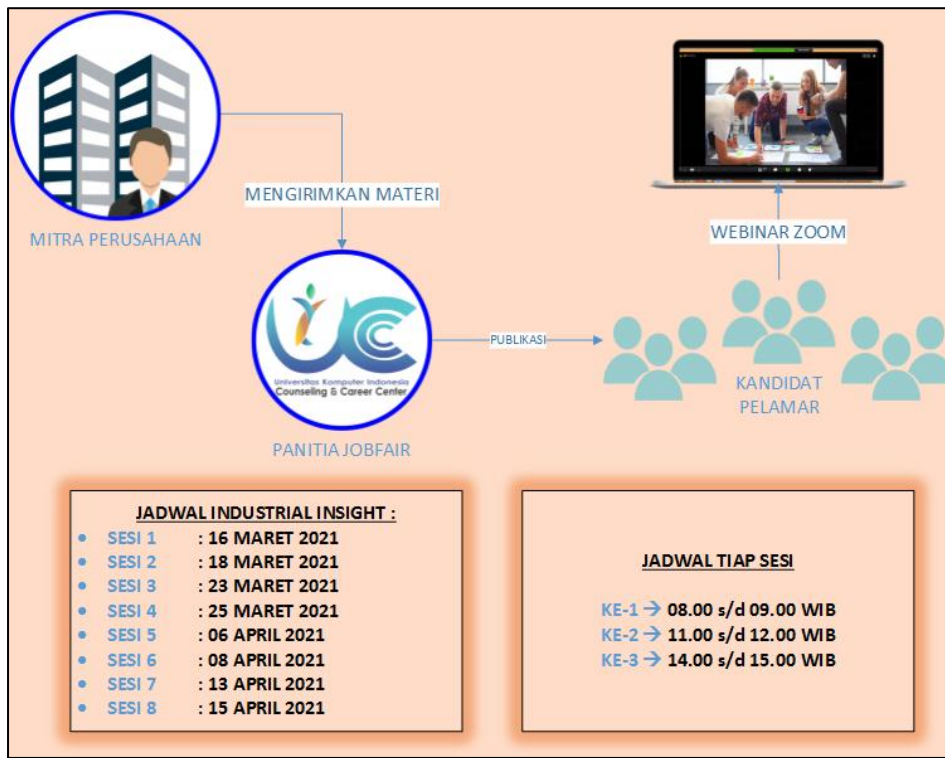 MENGIRIMKAN MATERI
MITRA PERUSAHAAN
WEBINAR ZOOM
Universitas Komputer Indonesia
Counseling & Career Center
PUBLIKASI
KANDIDAT
PELAMAR
PANITIA JOBFAIR
JADWAL INDUSTRIAL INSIGHT :
• SESI 1 : 16 MARET 2021
• SESI 2 : 18 MARET 2021
• SESI 3 : 23 MARET 2021
• SESI 4 : 25 MARET 2021
• SESI 5 : 06 APRIL 2021
• SESI 6 : 08 APRIL 2021
• SESI 7 : 13 APRIL 2021
• SESI 8 : 15 APRIL 2021
JADWAL TIAP SESI
KE-1 → 08.00 s/d 09.00 WIB
KE-2 → 11.00 s/d 12.00 WIB
KE-3 → 14.00 s/d 15.00 WIB